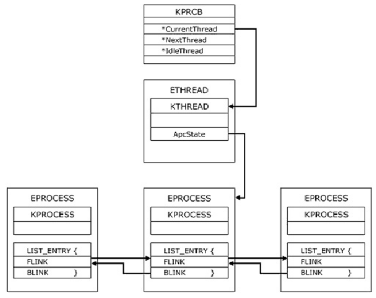 KPRCB
*CurrentThread
*NextThread
*IdleThread
ETHREAD
KTHREAD
ApcState
EPROCESS
KPROCESS
LIST_ENTRY {
FLINK
BLINK }
EPROCESS
KPROCESS
LIST_ENTRY {
FLINK
BLINK }
EPROCESS
KPROCESS
LIST_ENTRY {
FLINK
BLINK }